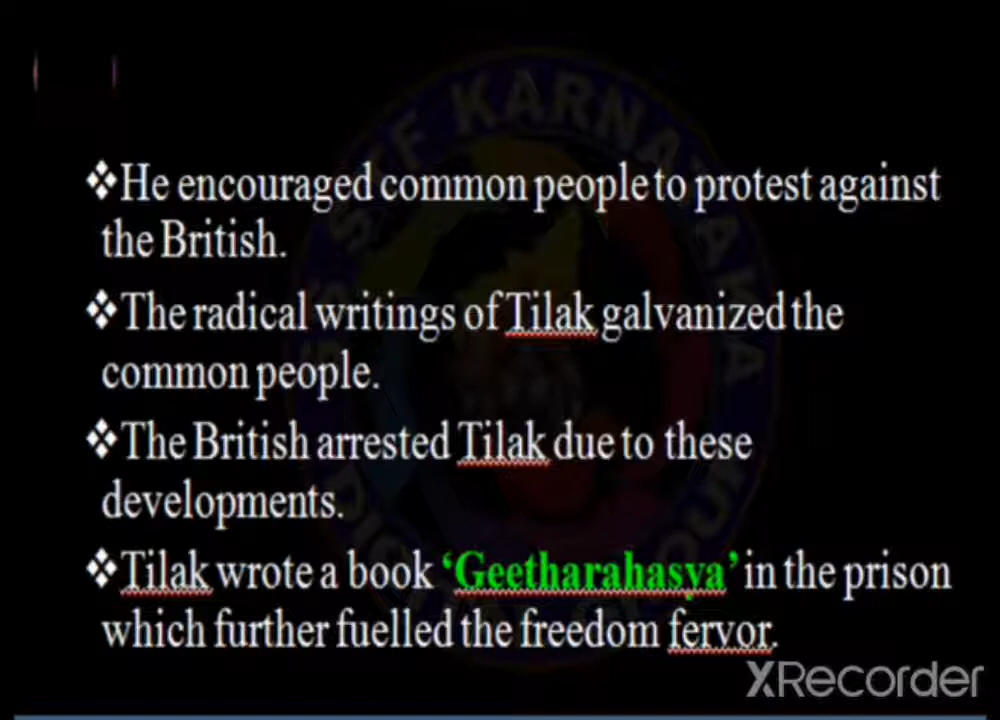 ❖He encouraged common people to protest against
the British.
❖The radical writings of Tilak galvanized the
common people.
❖The British arrested Tilak due to these
developments.
❖Tilak wrote a book ‘Geetharahasya’ in the prison
which further fuelled the freedom fervor.
XRecorder
KARNATAKA